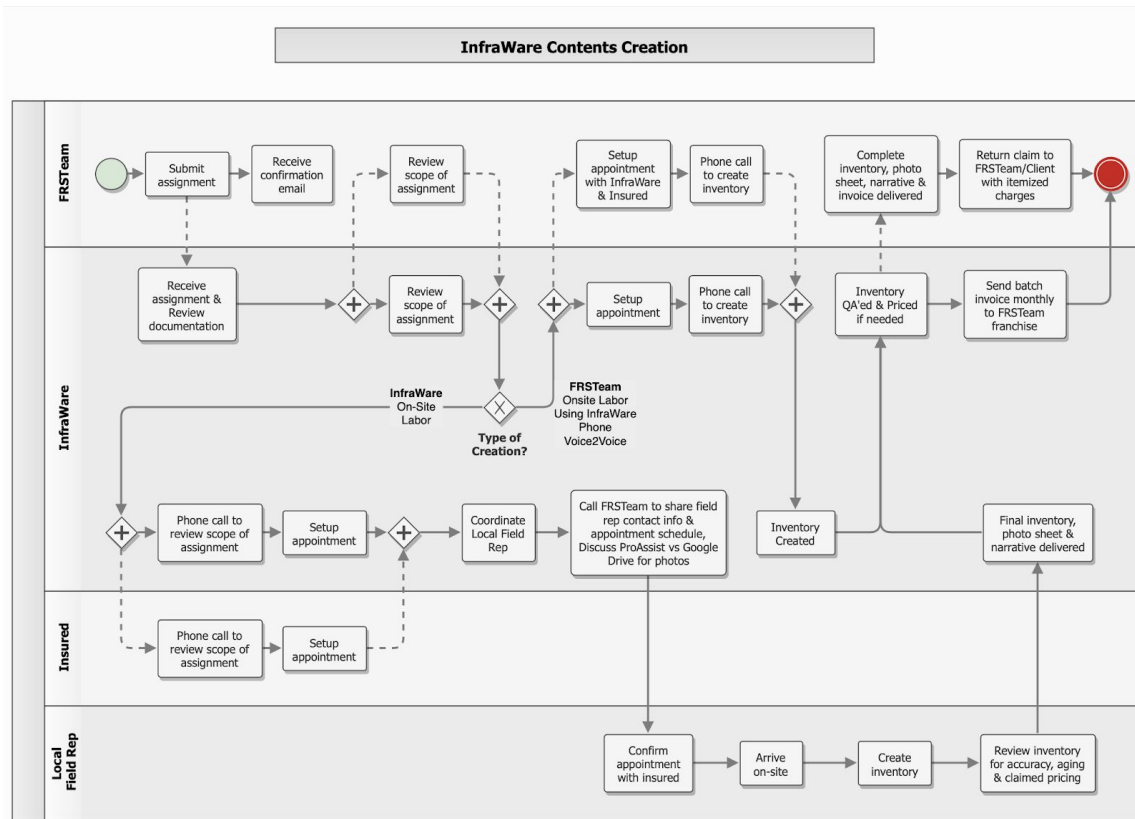 InfraWare Contents Creation
FRSTeam
Submit
assignment
Receive
confirmation
email
Review
scope of
assignment
Setup
appointment
with InfraWare
& Insured
Phone call
to create
inventory
Complete
inventory, photo
sheet, narrative &
invoice delivered
Return claim to
FRSTeam/Client
with itemized
charges
InfraWare
Receive
assignment &
Review
documentation
Review
scope of
assignment
Setup
appointment
Phone call
to create
inventory
Inventory
QA'ed & Priced
if needed
Send batch
invoice monthly
to FRSTeam
franchise
InfraWare
On-Site
Labor
X
Type of
Creation?
FRSTeam
Onsite Labor
Using InfraWare
Phone
Voice2Voice
Phone call to
review scope of
assignment
Setup
appointment
Coordinate
Local Field
Rep
Call FRSTeam to share field
rep contact info &
appointment schedule,
Discuss ProAssist vs Google
Drive for photos
Inventory
Created
Final inventory,
photo sheet &
narrative delivered
Insured
Phone call to
review scope of
assignment
Setup
appointment
Local
Field Rep
Confirm
appointment
with insured
Arrive
on-site
Create
inventory
Review inventory
for accuracy, aging
& claimed pricing